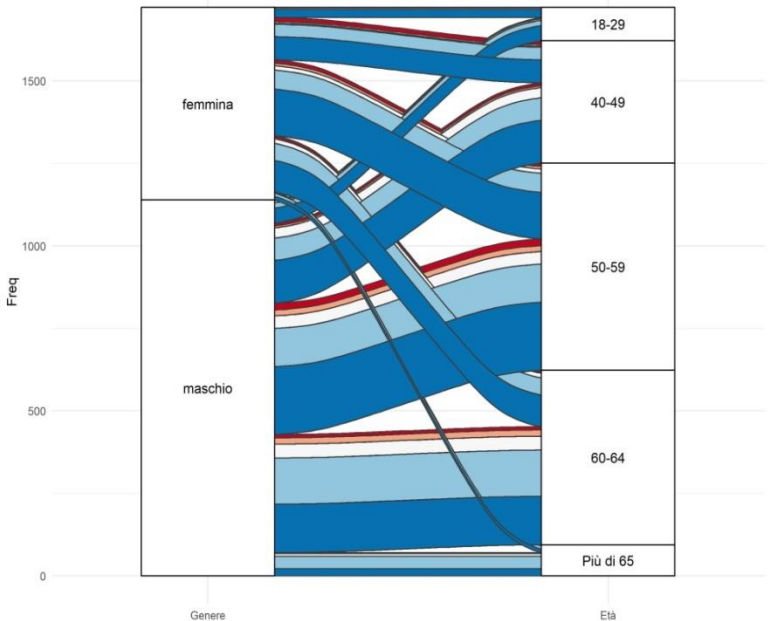 18-29
1500
40-49
femmina
50-59
1000
Freq
maschio
500
60-64
Più di 65
0
Genere
Età